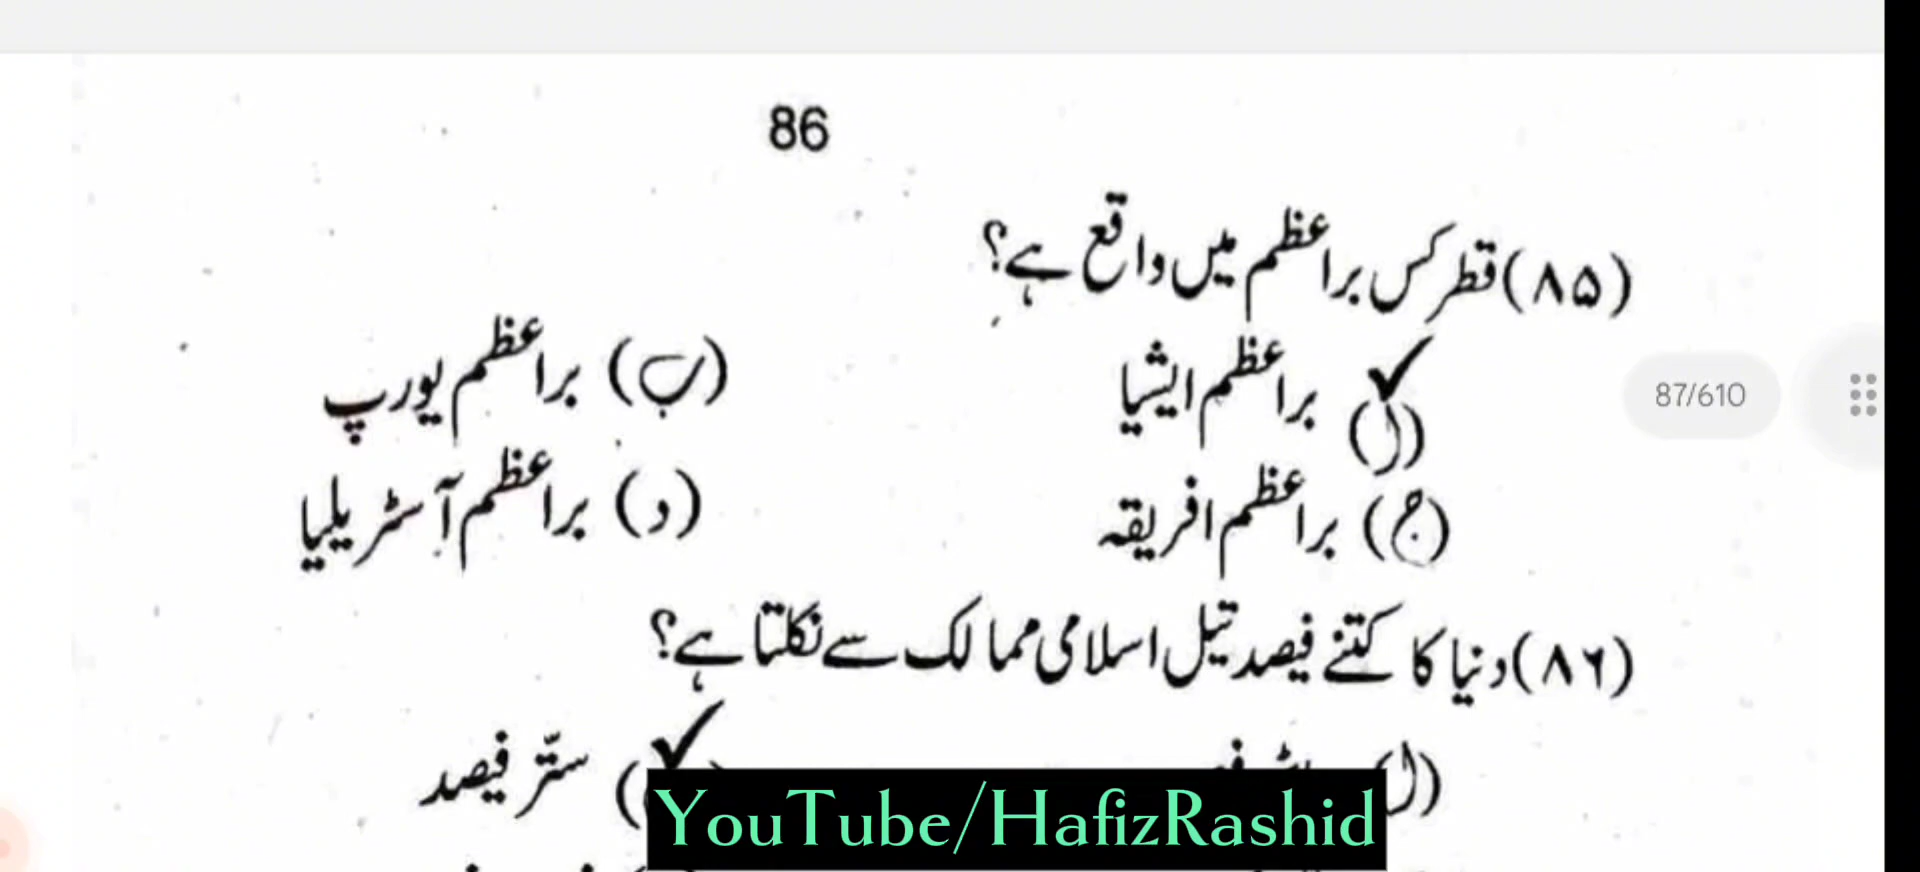 86
(۸۵) قطر کس براعظم میں واقع ہے؟
(ا) براعظم ایشیا (ب) براعظم یورپ
(ج) براعظم افریقہ (د) براعظم آسٹریلیا
87/610
(۸۶) دنیا کا کتنے فیصد تیل اسلامی ممالک سے نکلتا ہے؟
(ا) ستّر فیصد
YouTube/HafizRashid